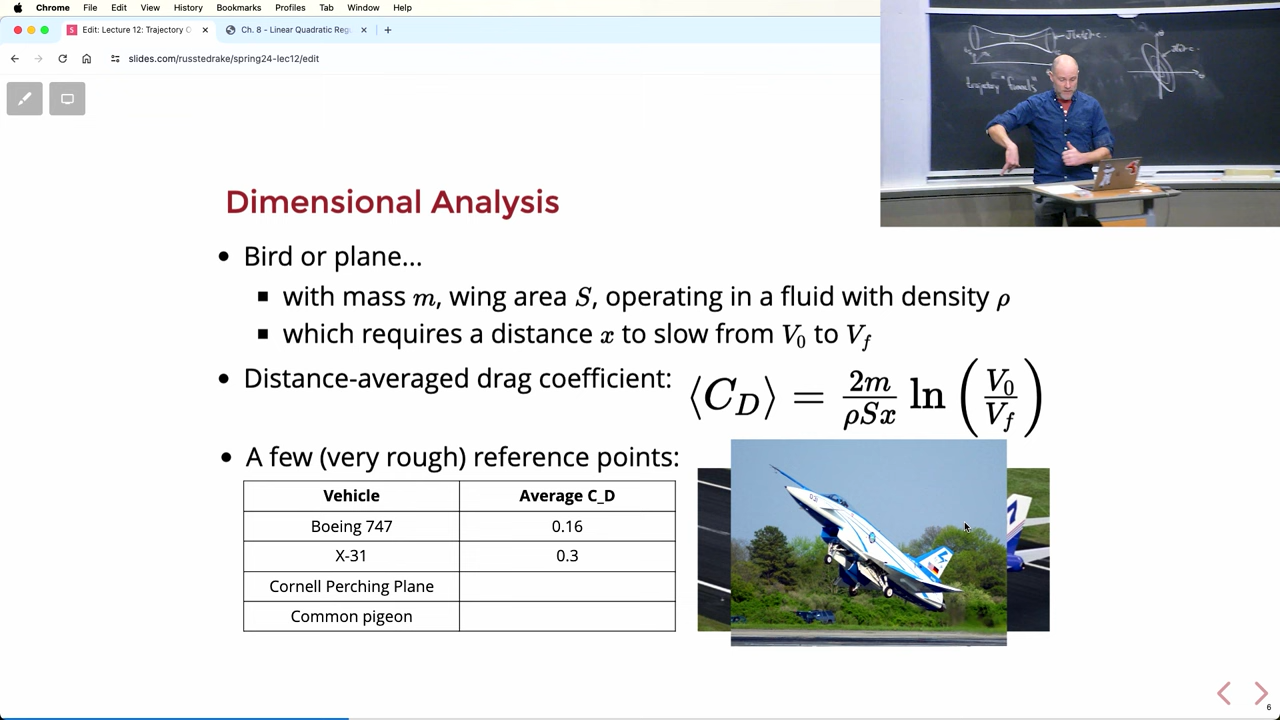 Chrome File Edit View History Bookmarks Profiles Tab Window Help
Edit: Lecture 12: Trajectory O
Ch. 8 - Linear Quadratic Reg
slides.com/russtedrake/spring24-lec12/edit
trajectory "funnels"
Dimensional Analysis
• Bird or plane...
▪ with mass m, wing area S, operating in a fluid with density ρ
▪ which requires a distance x to slow from V₀ to V_f
• Distance-averaged drag coefficient: ⟨C_D⟩ = 2m/ρSx ln (V₀/V_f)
• A few (very rough) reference points:
Vehicle Average C_D
Boeing 747 0.16
X-31 0.3
Cornell Perching Plane
Common pigeon
6